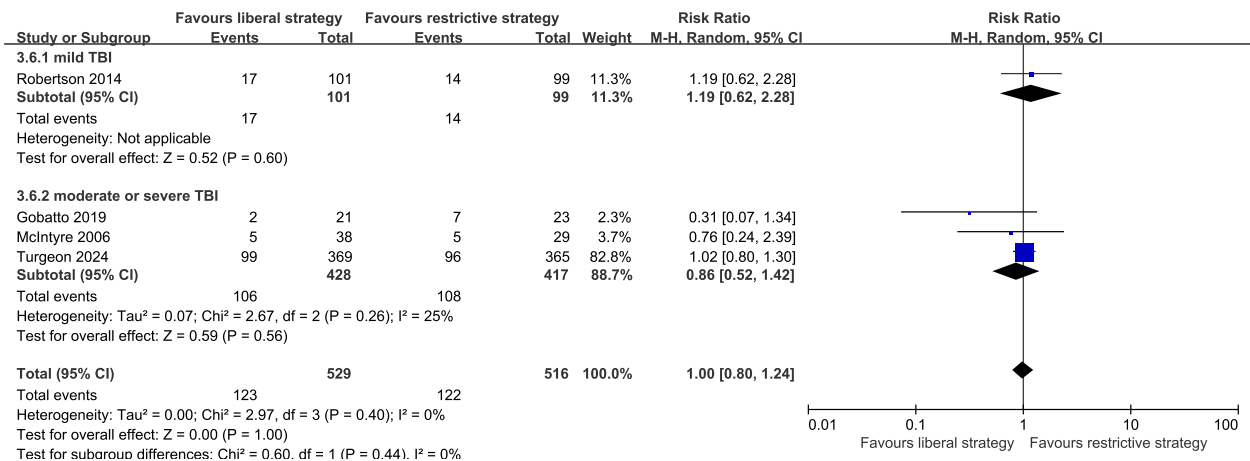 Favours liberal strategy Favours restrictive strategy Risk Ratio Risk Ratio
Study or Subgroup Events Total Events Total Weight M-H, Random, 95% CI M-H, Random, 95% CI
3.6.1 mild TBI
Robertson 2014 17 101 14 99 11.3% 1.19 [0.62, 2.28]
Subtotal (95% CI) 101 99 11.3% 1.19 [0.62, 2.28]
Total events 17 14
Heterogeneity: Not applicable
Test for overall effect: Z = 0.52 (P = 0.60)
3.6.2 moderate or severe TBI
Gobatto 2019 2 21 7 23 2.3% 0.31 [0.07, 1.34]
McIntyre 2006 5 38 5 29 3.7% 0.76 [0.24, 2.39]
Turgeon 2024 99 369 96 365 82.8% 1.02 [0.80, 1.30]
Subtotal (95% CI) 428 417 88.7% 0.86 [0.52, 1.42]
Total events 106 108
Heterogeneity: Tau² = 0.07; Chi² = 2.67, df = 2 (P = 0.26); I² = 25%
Test for overall effect: Z = 0.59 (P = 0.56)
Total (95% CI) 529 516 100.0% 1.00 [0.80, 1.24]
Total events 123 122
Heterogeneity: Tau² = 0.00; Chi² = 2.97, df = 3 (P = 0.40); I² = 0%
Test for overall effect: Z = 0.00 (P = 1.00)
Test for subgroup differences: Chi² = 0.60, df = 1 (P = 0.44), I² = 0%
0.01 0.1 1 10 100
Favours liberal strategy Favours restrictive strategy